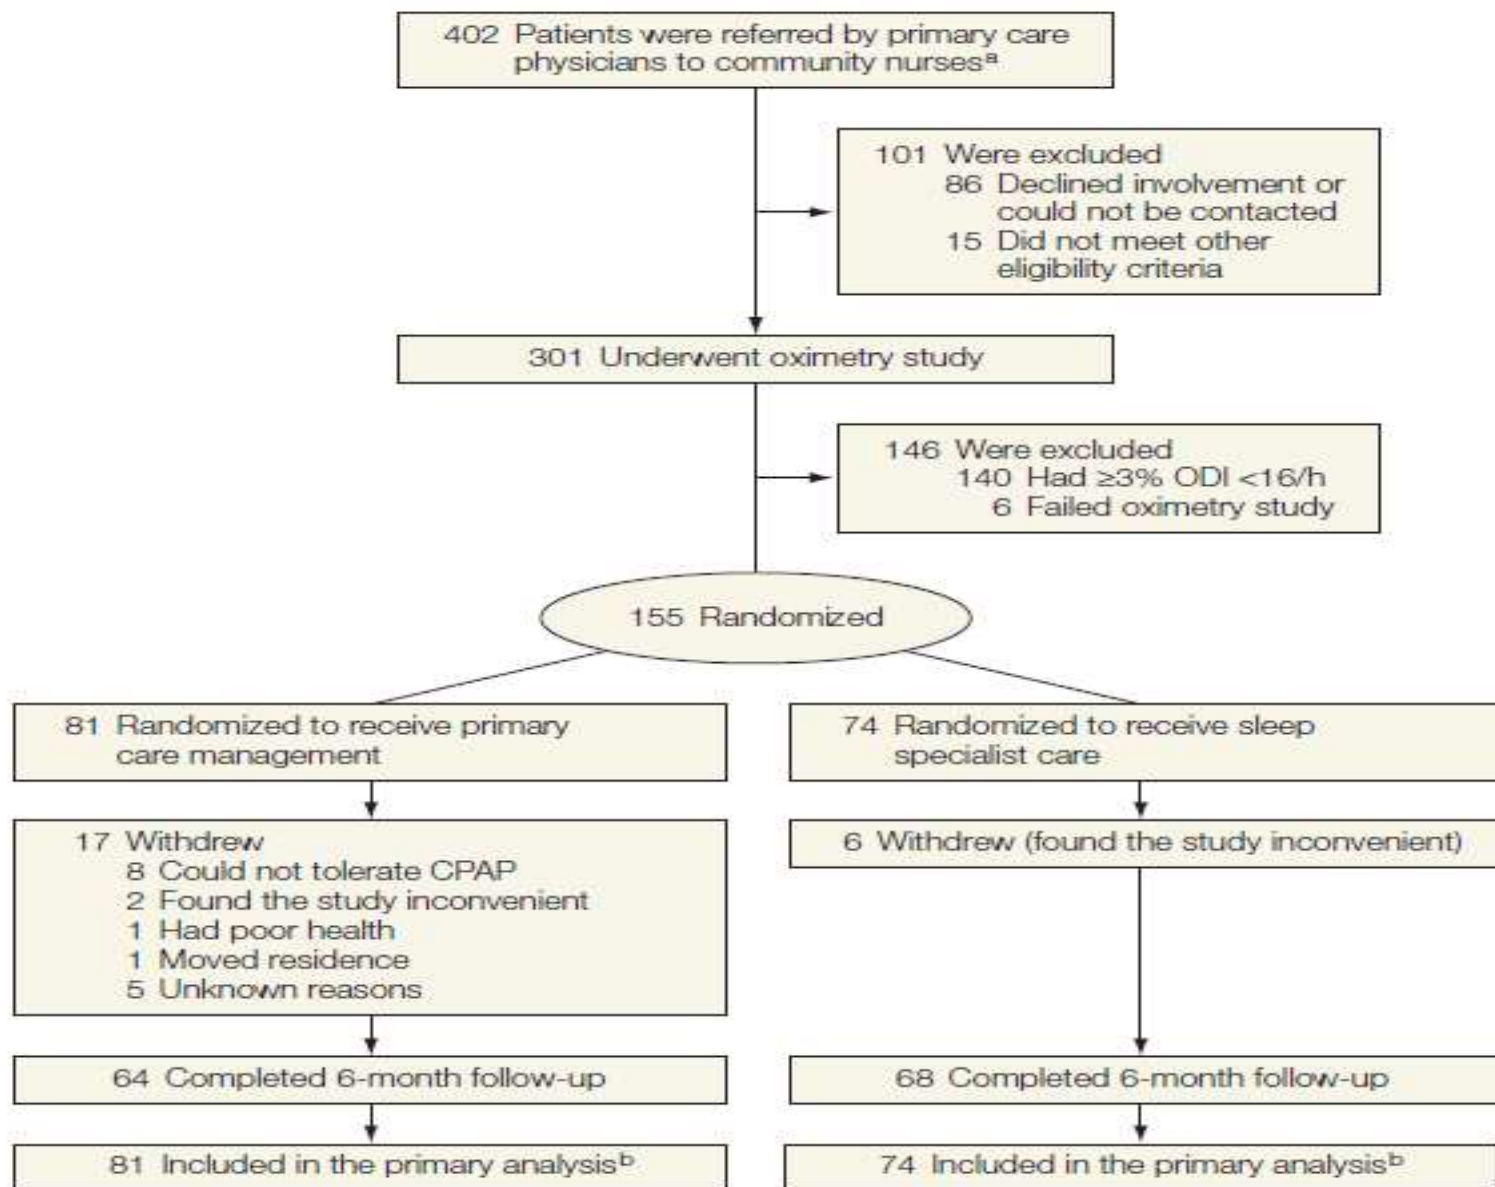 402 Patients were referred by primary care
physicians to community nursesᵃ
101 Were excluded
86 Declined involvement or
could not be contacted
15 Did not meet other
eligibility criteria
301 Underwent oximetry study
146 Were excluded
140 Had ≥3% ODI <16/h
6 Failed oximetry study
155 Randomized
81 Randomized to receive primary
care management
74 Randomized to receive sleep
specialist care
17 Withdrew
8 Could not tolerate CPAP
2 Found the study inconvenient
1 Had poor health
1 Moved residence
5 Unknown reasons
6 Withdrew (found the study inconvenient)
64 Completed 6-month follow-up
68 Completed 6-month follow-up
81 Included in the primary analysisᵇ
74 Included in the primary analysisᵇ